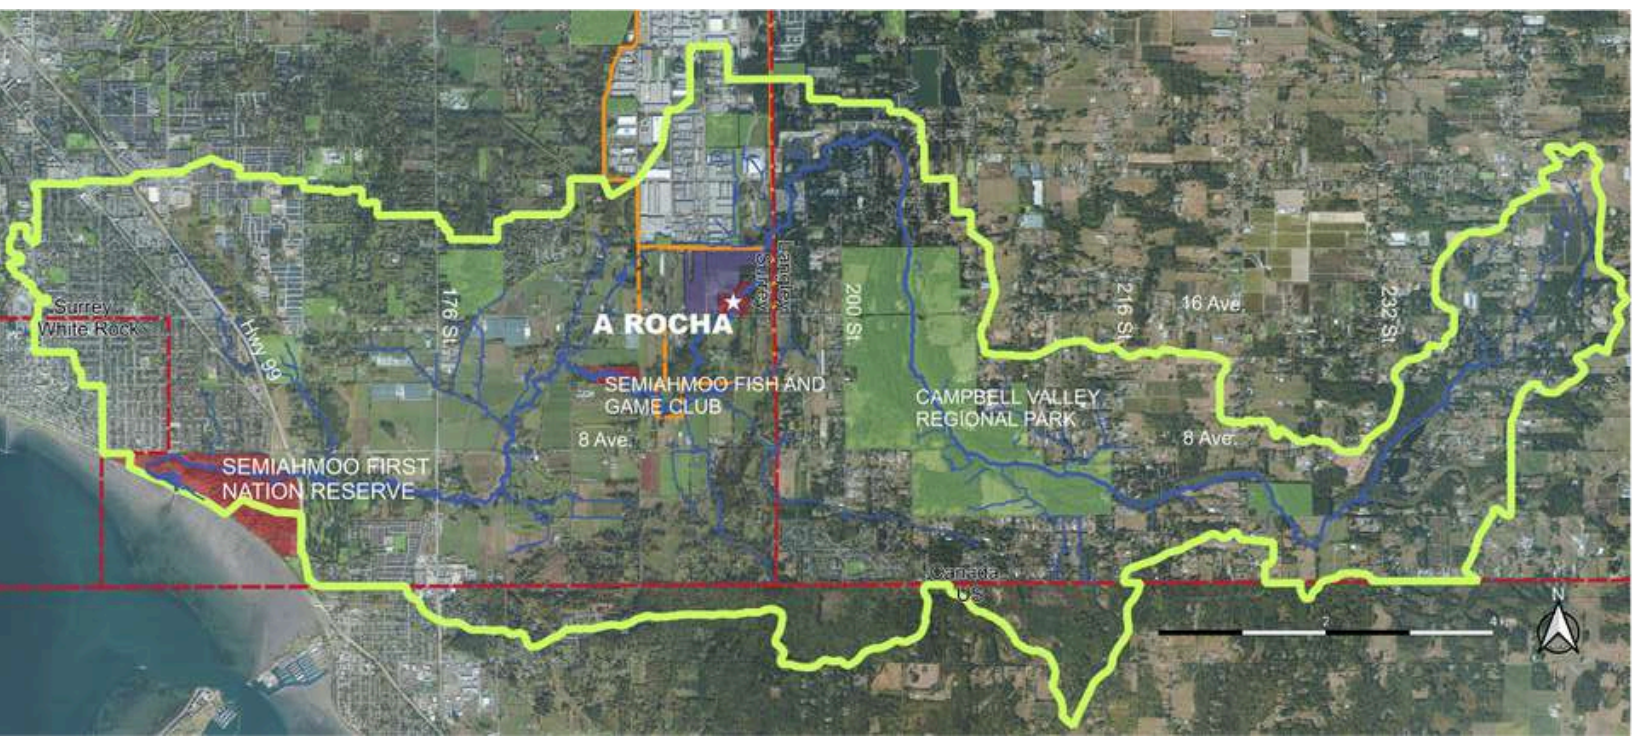 Surrey
White Rock
Hwy 99
176 St.
Langley
Surrey
A ROCHA
200 St.
216 St.
16 Ave.
232 St.
SEMIAHMOO FISH AND
GAME CLUB
CAMPBELL VALLEY
REGIONAL PARK
8 Ave.
8 Ave.
SEMIAHMOO FIRST
NATION RESERVE
Canada
US
N
2
4